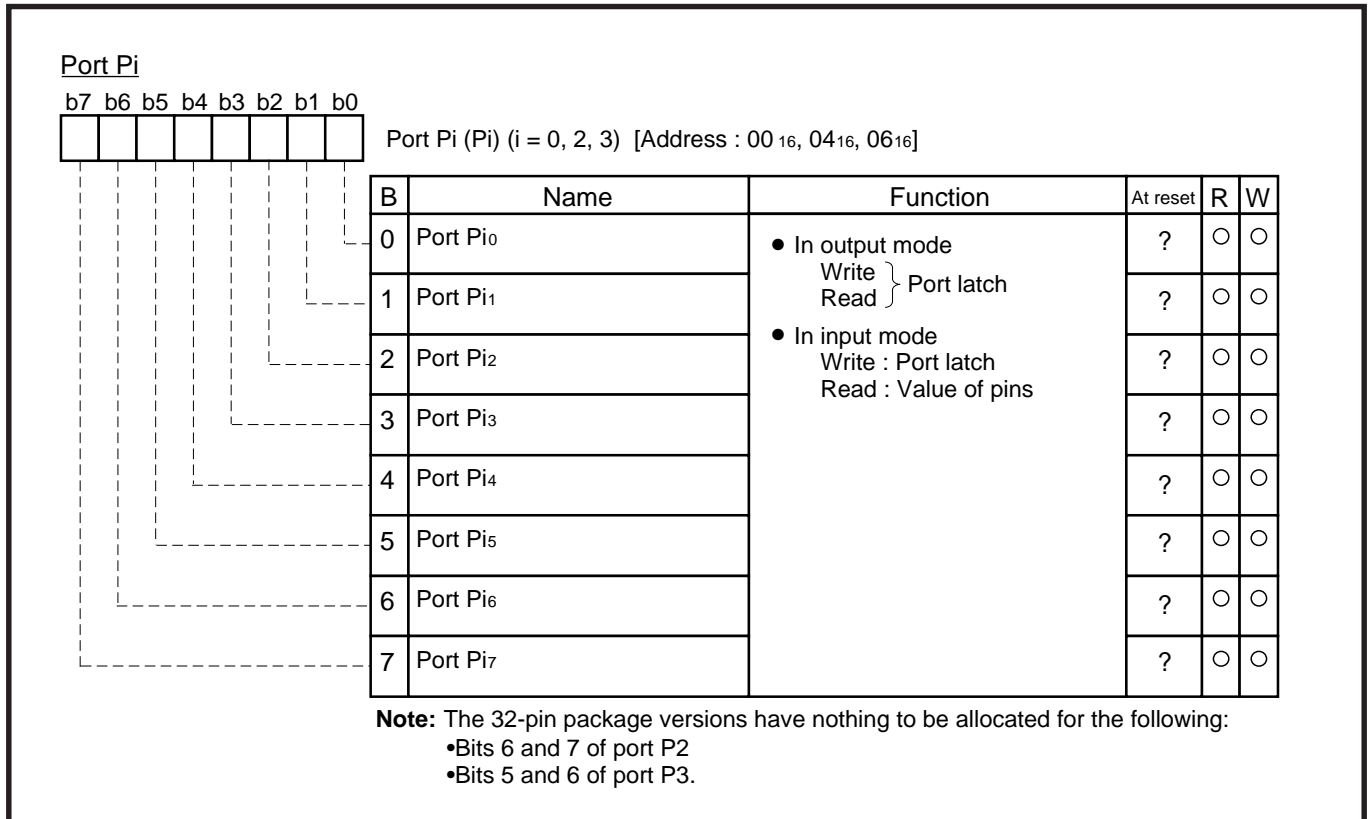 Port Pi
b7 b6 b5 b4 b3 b2 b1 b0
Port Pi (Pi) (i = 0, 2, 3) [Address : 00 16, 0416, 0616]
B Name Function At reset R W
0 Port Pi0 ? ○ ○
● In output mode
Write
Read } Port latch
1 Port Pi1 ? ○ ○
● In input mode
2 Port Pi2 ? ○ ○
Write : Port latch
Read : Value of pins
3 Port Pi3 ? ○ ○
4 Port Pi4 ? ○ ○
5 Port Pi5 ? ○ ○
6 Port Pi6 ? ○ ○
7 Port Pi7 ? ○ ○
Note: The 32-pin package versions have nothing to be allocated for the following:
•Bits 6 and 7 of port P2
•Bits 5 and 6 of port P3.